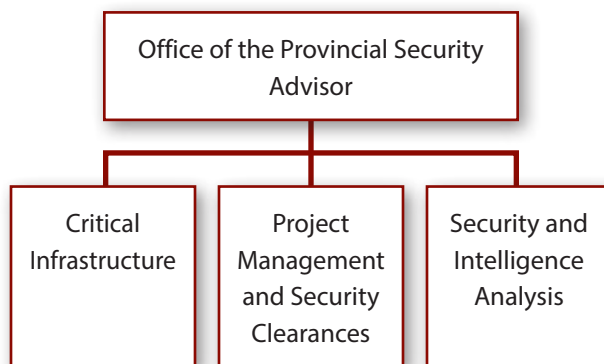 Office of the Provincial Security
Advisor
Critical
Infrastructure
Project
Management
and Security
Clearances
Security and
Intelligence
Analysis